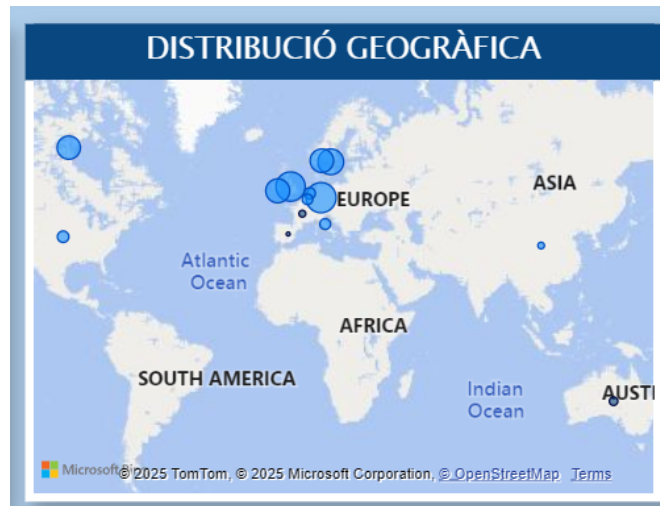 DISTRIBUCIÓ GEOGRÀFICA
ASIA
EUROPE
Atlantic
Ocean
AFRICA
SOUTH AMERICA
Indian
Ocean
AUSTI
Microsoft
© 2025 TomTom, © 2025 Microsoft Corporation, © OpenStreetMap Terms